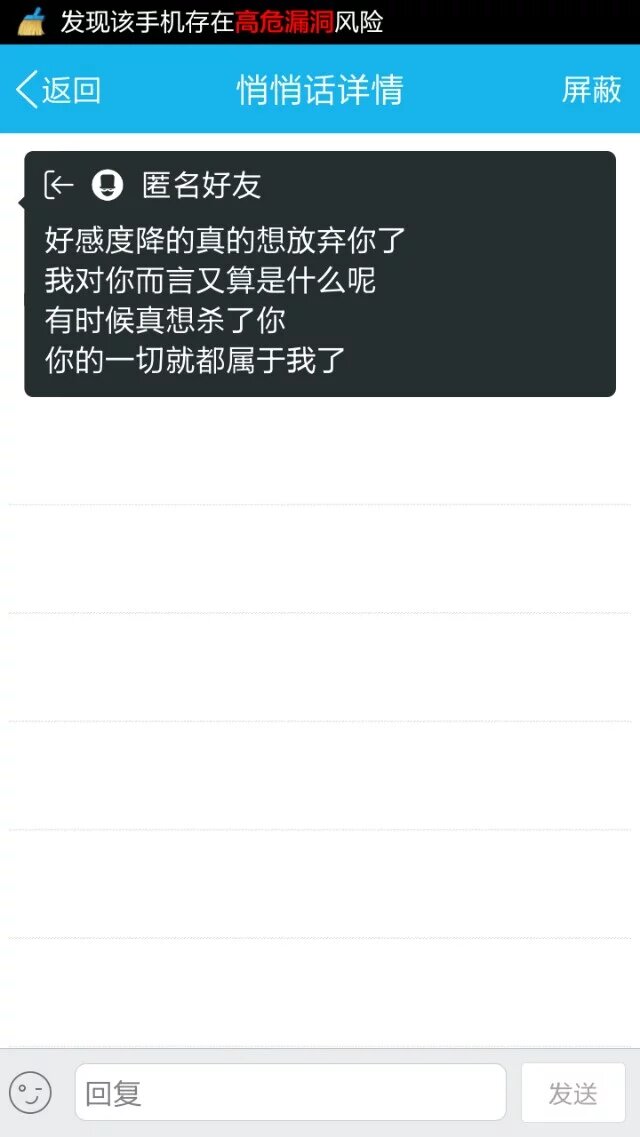 发现该手机存在高危漏洞风险
返回
悄悄话详情
屏蔽
匿名好友
好感度降的真的想放弃你了
我对你而言又算是什么呢
有时候真想杀了你
你的一切就都属于我了
回复
发送